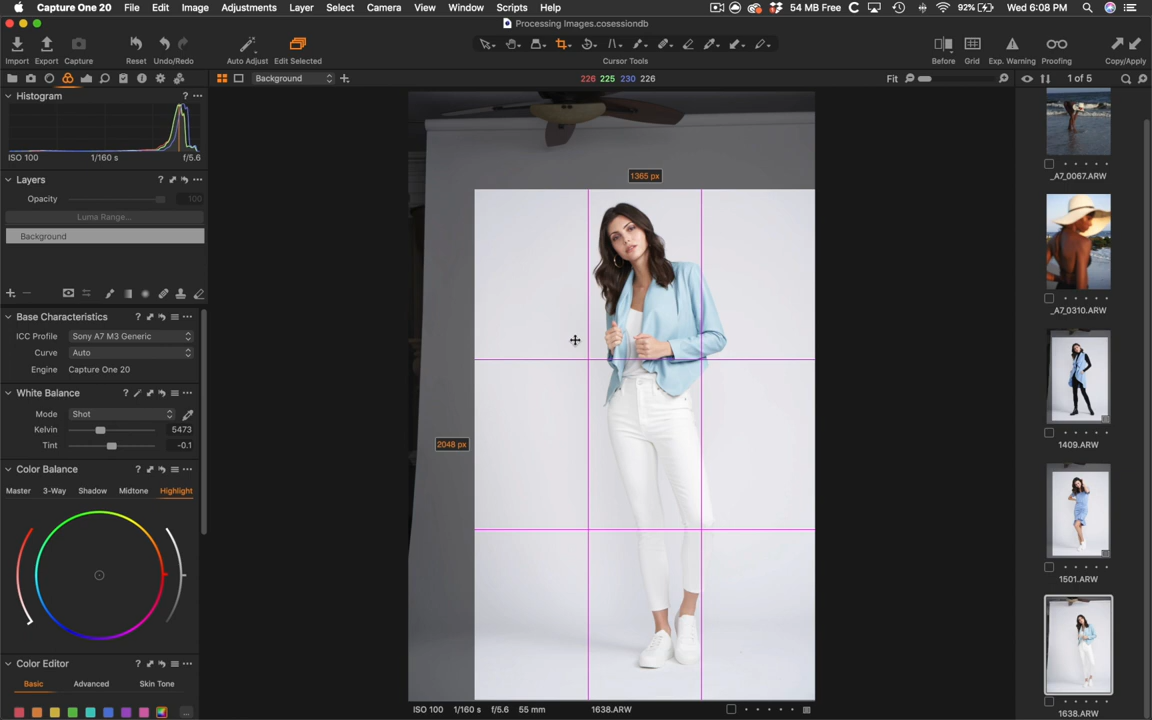 Capture One 20 File Edit Image Adjustments Layer Select Camera View Window Scripts Help 54 MB Free 92% Wed 6:08 PM
Processing Images.cosessiondb
Import Export Capture Reset Undo/Redo Auto Adjust Edit Selected Cursor Tools Before Grid Exp. Warning Proofing Copy/Apply
Background 226 225 230 226 Fit 1 of 5
Histogram
ISO 100 1/160 s f/5.6
Layers
Opacity 100
Luma Range...
Background
Base Characteristics
ICC Profile Sony A7 M3 Generic
Curve Auto
Engine Capture One 20
White Balance
Mode Shot
Kelvin 5473
Tint -0.1
Color Balance
Master 3-Way Shadow Midtone Highlight
Color Editor
Basic Advanced Skin Tone
1365 px
2048 px
ISO 100 1/160 s f/5.6 55 mm 1638.ARW
_A7_0067.ARW
_A7_0310.ARW
1409.ARW
1501.ARW
1638.ARW